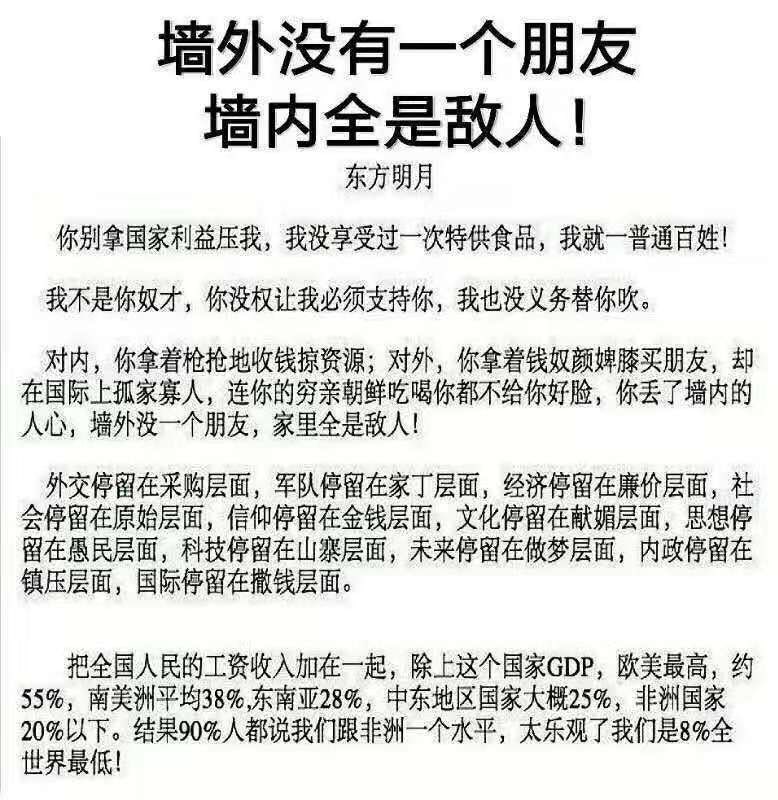 墙外没有一个朋友
墙内全是敌人！
东方明月
你别拿国家利益压我，我没享受过一次特供食品，我就一普通百姓！
我不是你奴才，你没权让我必须支持你，我也没义务替你吹。
对内，你拿着枪抢地收钱掠资源；对外，你拿着钱奴颜婢膝买朋友，却
在国际上孤家寡人，连你的穷亲朝鲜吃喝你都不给你好脸，你丢了墙内的
人心，墙外没一个朋友，家里全是敌人！
外交停留在采购层面，军队停留在家丁层面，经济停留在廉价层面，社
会停留在原始层面，信仰停留在金钱层面，文化停留在献媚层面，思想停
留在愚民层面，科技停留在山寨层面，未来停留在做梦层面，内政停留在
镇压层面，国际停留在撒钱层面。
把全国人民的工资收入加在一起，除上这个国家GDP，欧美最高，约
55%，南美洲平均38%,东南亚28%，中东地区国家大概25%，非洲国家
20%以下。结果90%人都说我们跟非洲一个水平，太乐观了我们是8%全
世界最低！